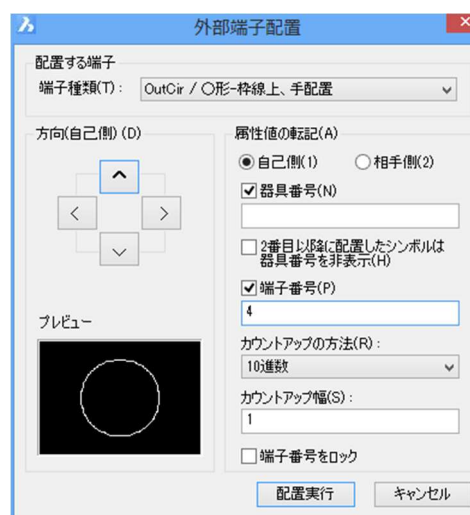 外部端子配置
配置する端子
端子種類(T): OutCir / ○形-枠線上、手配置
方向(自己側)(D)
プレビュー
属性値の転記(A)
自己側(1) 相手側(2)
器具番号(N)
2番目以降に配置したシンボルは
器具番号を非表示(H)
端子番号(P)
4
カウントアップの方法(R):
10進数
カウントアップ幅(S):
1
端子番号をロック
配置実行 キャンセル